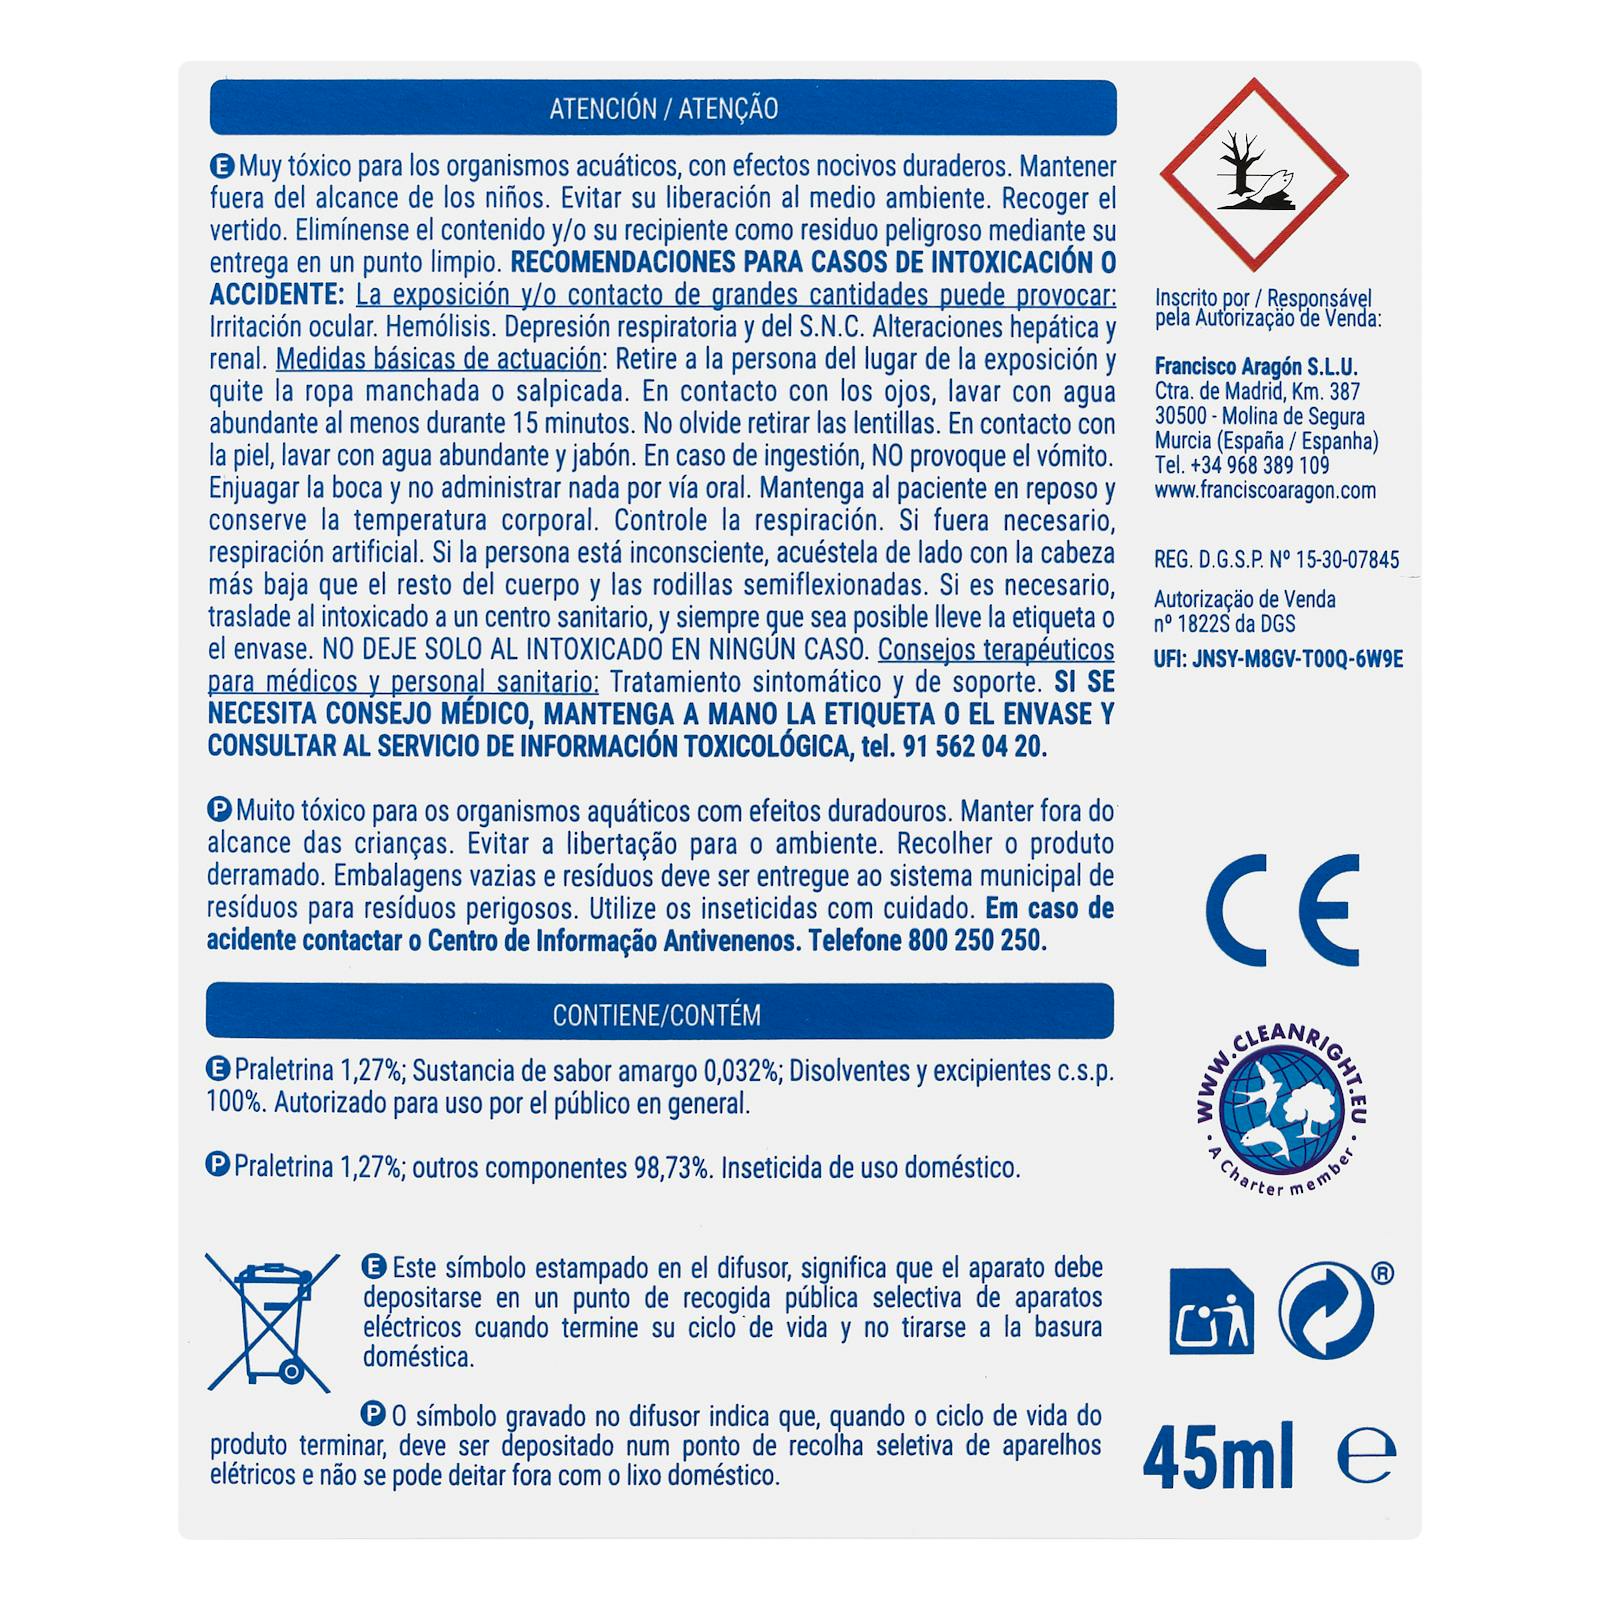 ATENCIÓN / ATENÇÃO
E Muy tóxico para los organismos acuáticos, con efectos nocivos duraderos. Mantener
fuera del alcance de los niños. Evitar su liberación al medio ambiente. Recoger el
vertido. Elimínense el contenido y/o su recipiente como residuo peligroso mediante su
entrega en un punto limpio. RECOMENDACIONES PARA CASOS DE INTOXICACIÓN O
ACCIDENTE: La exposición y/o contacto de grandes cantidades puede provocar:
Irritación ocular. Hemólisis. Depresión respiratoria y del S.N.C. Alteraciones hepática y
renal. Medidas básicas de actuación: Retire a la persona del lugar de la exposición y
quite la ropa manchada o salpicada. En contacto con los ojos, lavar con agua
abundante al menos durante 15 minutos. No olvide retirar las lentillas. En contacto con
la piel, lavar con agua abundante y jabón. En caso de ingestión, NO provoque el vómito.
Enjuagar la boca y no administrar nada por vía oral. Mantenga al paciente en reposo y
conserve la temperatura corporal. Controle la respiración. Si fuera necesario,
respiración artificial. Si la persona está inconsciente, acuéstela de lado con la cabeza
más baja que el resto del cuerpo y las rodillas semiflexionadas. Si es necesario,
traslade al intoxicado a un centro sanitario, y siempre que sea posible lleve la etiqueta o
el envase. NO DEJE SOLO AL INTOXICADO EN NINGÚN CASO. Consejos terapéuticos
para médicos y personal sanitario: Tratamiento sintomático y de soporte. SI SE
NECESITA CONSEJO MÉDICO, MANTENGA A MANO LA ETIQUETA O EL ENVASE Y
CONSULTAR AL SERVICIO DE INFORMACIÓN TOXICOLÓGICA, tel. 91 562 04 20.
P Muito tóxico para os organismos aquáticos com efeitos duradouros. Manter fora do
alcance das crianças. Evitar a libertação para o ambiente. Recolher o produto
derramado. Embalagens vazias e resíduos deve ser entregue ao sistema municipal de
resíduos para resíduos perigosos. Utilize os inseticidas com cuidado. Em caso de
acidente contactar o Centro de Informação Antivenenos. Telefone 800 250 250.
CONTIENE/CONTÉM
E Praletrina 1,27%; Sustancia de sabor amargo 0,032%; Disolventes y excipientes c.s.p.
100%. Autorizado para uso por el público en general.
P Praletrina 1,27%; outros componentes 98,73%. Inseticida de uso doméstico.
E Este símbolo estampado en el difusor, significa que el aparato debe
depositarse en un punto de recogida pública selectiva de aparatos
eléctricos cuando termine su ciclo de vida y no tirarse a la basura
doméstica.
P O símbolo gravado no difusor indica que, quando o ciclo de vida do
produto terminar, deve ser depositado num ponto de recolha seletiva de aparelhos
elétricos e não se pode deitar fora com o lixo doméstico.
Inscrito por / Responsável
pela Autorização de Venda:
Francisco Aragón S.L.U.
Ctra. de Madrid, Km. 387
30500 - Molina de Segura
Murcia (España / Espanha)
Tel. +34 968 389 109
www.franciscoaragon.com
REG. D.G.S.P. Nº 15-30-07845
Autorização de Venda
nº 1822S da DGS
UFI: JNSY-M8GV-T00Q-6W9E
CE
WWW.CLEANRIGHT.EU
· A Charter member ·
®
45ml e